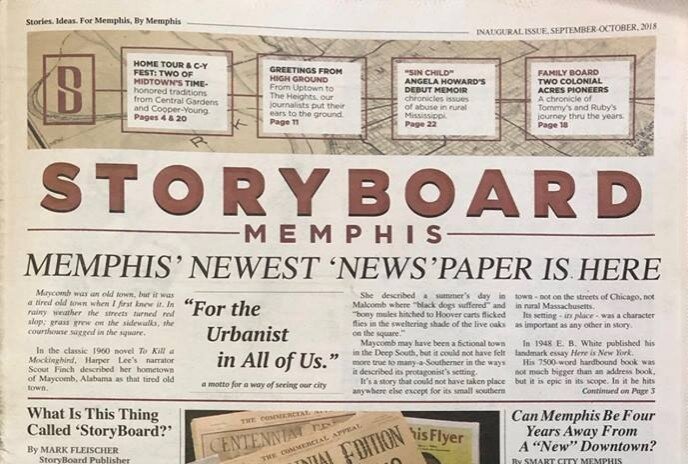 Stories. Ideas. For Memphis, By Memphis
INAUGURAL ISSUE, SEPTEMBER-OCTOBER, 2018
S
HOME TOUR & C-Y
FEST: TWO OF
MIDTOWN'S TIME-
honored traditions
from Central Gardens
and Cooper-Young.
Pages 4 & 20
GREETINGS FROM
HIGH GROUND
From Uptown to
The Heights, our
journalists put their
ears to the ground.
Page 11
"SIN CHILD"
ANGELA HOWARD'S
DEBUT MEMOIR
chronicles issues
of abuse in rural
Mississippi.
Page 22
FAMILY BOARD
TWO COLONIAL
ACRES PIONEERS
A chronicle of
Tommy's and Ruby's
journey thru the years.
Page 18
STORYBOARD
MEMPHIS
MEMPHIS' NEWEST 'NEWS'PAPER IS HERE
Maycomb was an old town, but it was
a tired old town when I first knew it. In
rainy weather the streets turned red
slop; grass grew on the sidewalks, the
courthouse sagged in the square.
In the classic 1960 novel To Kill a
Mockingbird, Harper Lee's narrator
Scout Finch described her hometown
of Maycomb, Alabama as that tired old
town.
"For the
Urbanist
in All of Us."
a motto for a way of seeing our city
She described a summer's day in
Malcomb where "black dogs suffered" and
"bony mules hitched to Hoover carts flicked
flies in the sweltering shade of the live oaks
on the square."
Maycomb may have been a fictional town
in the Deep South, but it could not have felt
more true to many-a-Southerner in the ways
it described its protagonist's setting.
It's a story that could not have taken place
anywhere else except for its small southern
town - not on the streets of Chicago, not
in rural Massachusetts.
Its setting - its place - was a character
as important as any other in story.
In 1948 E. B. White published his
landmark essay Here is New York.
His 7500-word hardbound book was
not much bigger than an address book,
but it is epic in its scope. In it he hits
Continued on Page 3
What Is This Thing
Called 'StoryBoard?'
By MARK FLEISCHER
StoryBoard Publisher
THE COMMERCIAL APPEAL
CENTENNIAL
THE COMMERCIAL APPEAL
EDITION
his Flyer
Can Memphis Be Four
Years Away From
A "New" Downtown?
By SMART CITY MEMPHIS